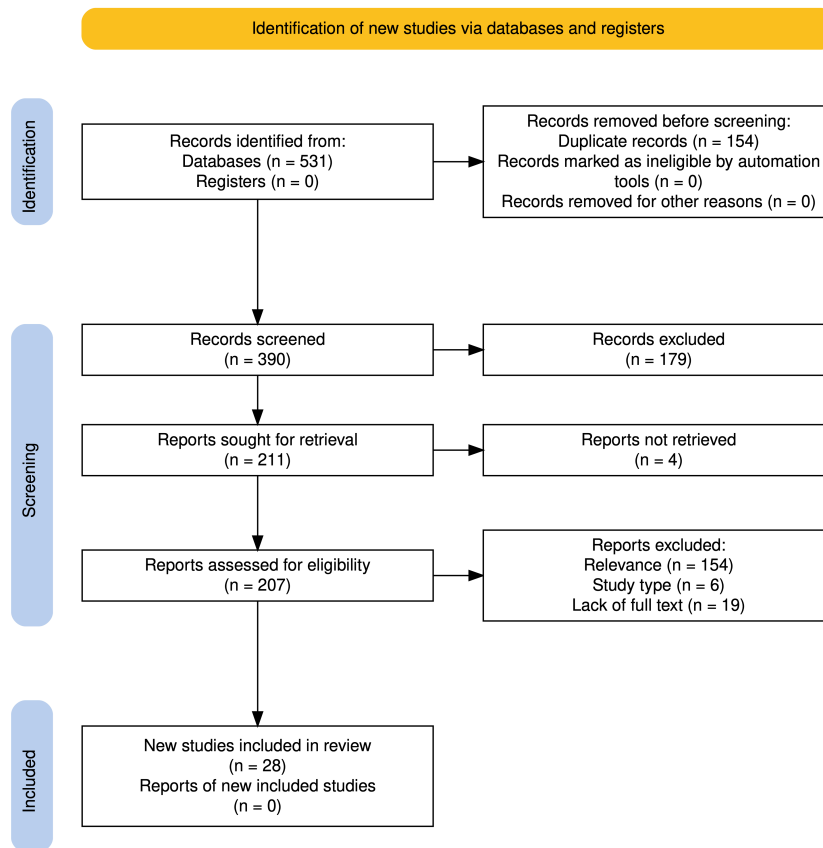 Identification of new studies via databases and registers
Identification
Records identified from:
Databases (n = 531)
Registers (n = 0)
Records removed before screening:
Duplicate records (n = 154)
Records marked as ineligible by automation
tools (n = 0)
Records removed for other reasons (n = 0)
Screening
Records screened
(n = 390)
Records excluded
(n = 179)
Reports sought for retrieval
(n = 211)
Reports not retrieved
(n = 4)
Reports assessed for eligibility
(n = 207)
Reports excluded:
Relevance (n = 154)
Study type (n = 6)
Lack of full text (n = 19)
Included
New studies included in review
(n = 28)
Reports of new included studies
(n = 0)